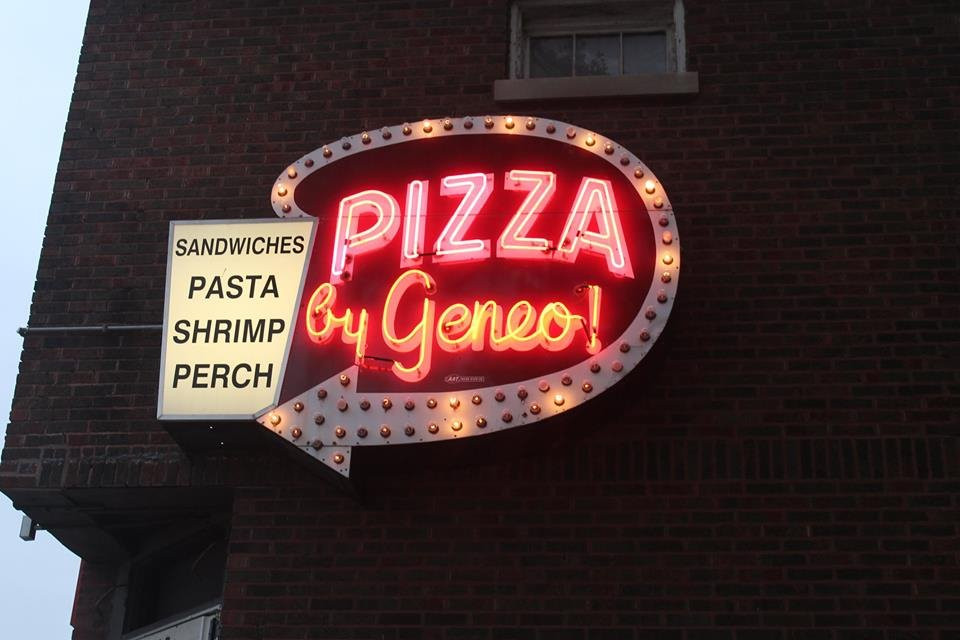 PIZZA
by Geneo!
SANDWICHES
PASTA
SHRIMP
PERCH